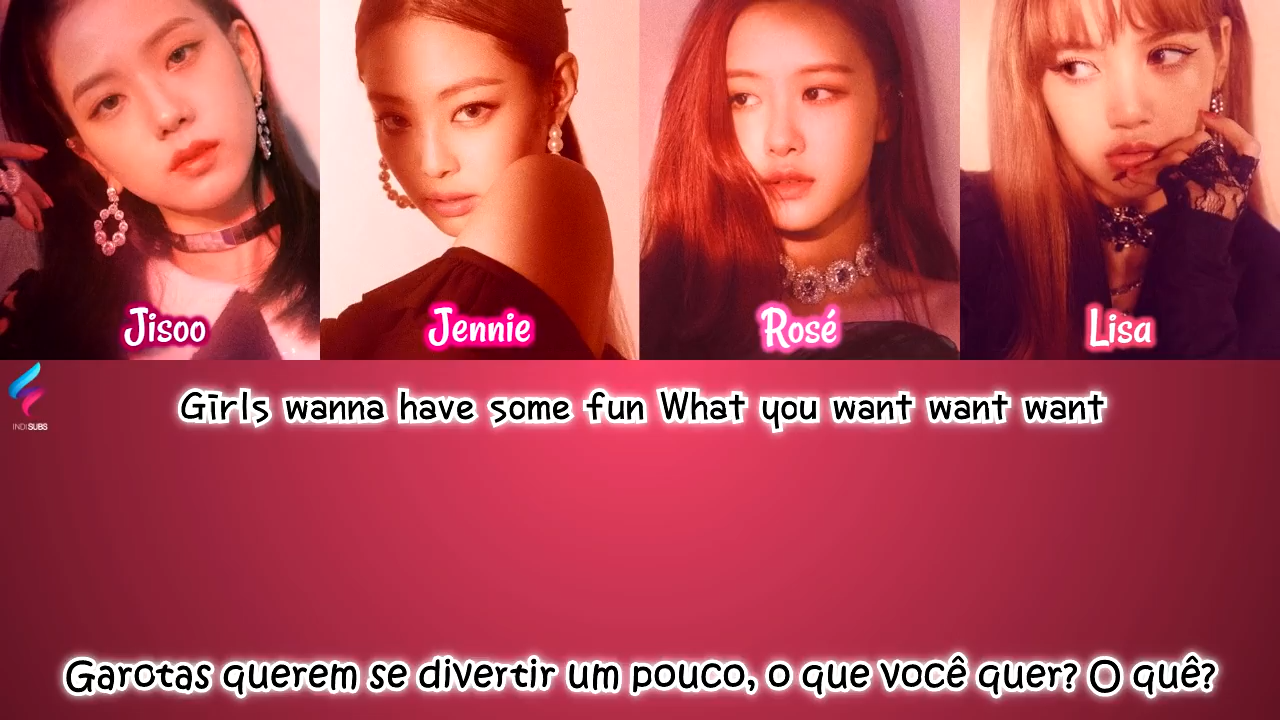 Jisoo
Jennie
Rosé
Lisa
INDISUBS
Girls wanna have some fun What you want want want
Garotas querem se divertir um pouco, o que você quer? O quê?